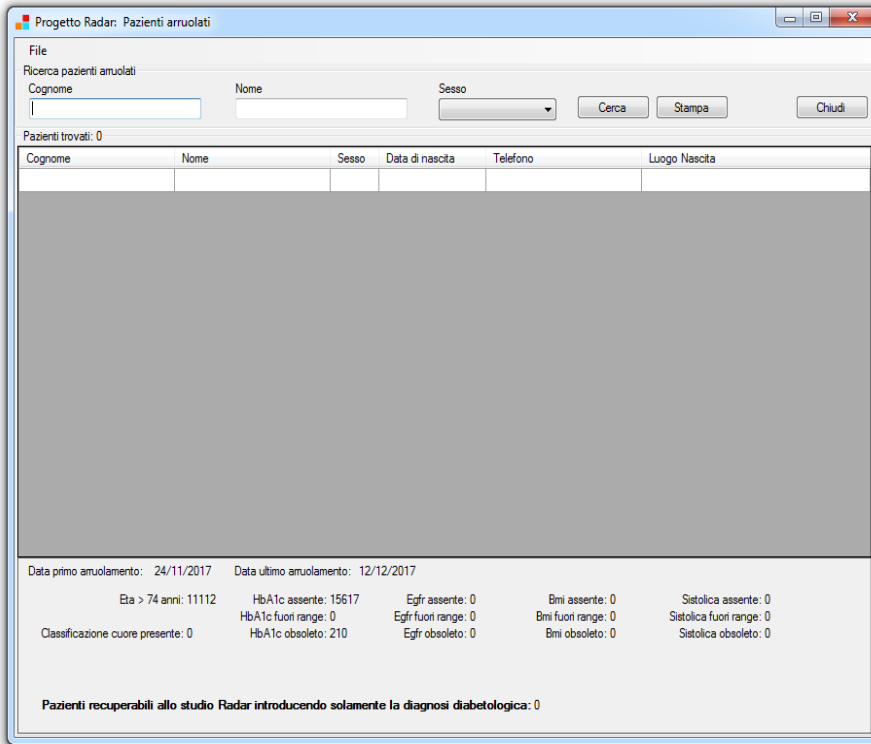 Progetto Radar: Pazienti arruolati
File
Ricerca pazienti arruolati
Cognome Nome Sesso
Cerca Stampa Chiudi
Pazienti trovati: 0
Cognome Nome Sesso Data di nascita Telefono Luogo Nascita
Data primo arruolamento: 24/11/2017 Data ultimo arruolamento: 12/12/2017
Eta > 74 anni: 11112 HbA1c assente: 15617 Egfr assente: 0 Bmi assente: 0 Sistolica assente: 0
HbA1c fuori range: 0 Egfr fuori range: 0 Bmi fuori range: 0 Sistolica fuori range: 0
Classificazione cuore presente: 0 HbA1c obsoleto: 210 Egfr obsoleto: 0 Bmi obsoleto: 0 Sistolica obsoleto: 0
Pazienti recuperabili allo studio Radar introducendo solamente la diagnosi diabetologica: 0